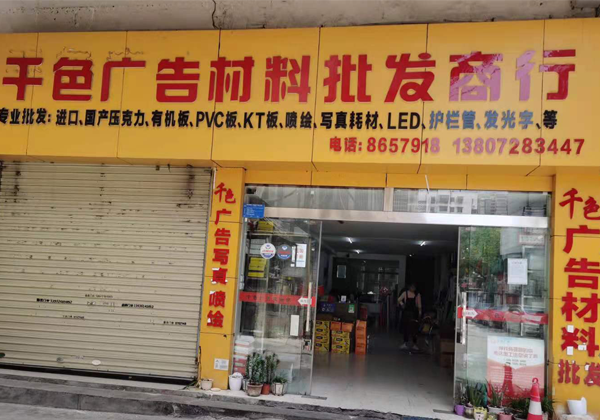 千色广告材料批发商行
专业批发:进口、国产压克力、有机板、PVC板、KT板、喷绘、写真耗材、LED、护栏管、发光字、等
电话:8657918 13807283447
千色广告写真喷绘
千色广告材料批发